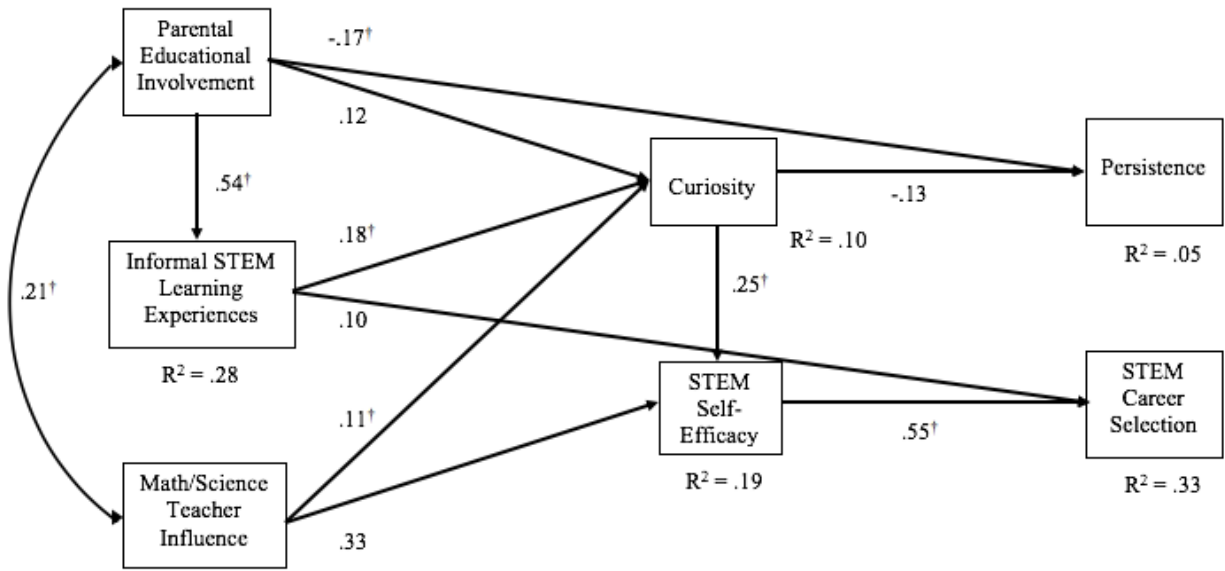 Parental
Educational
Involvement
-.17†
.12
.54†
Curiosity
R² = .10
-.13
Persistence
R² = .05
.18†
Informal STEM
Learning
Experiences
R² = .28
.21†
.10
.25†
STEM
Self-
Efficacy
R² = .19
.55†
STEM
Career
Selection
R² = .33
.11†
Math/Science
Teacher
Influence
.33